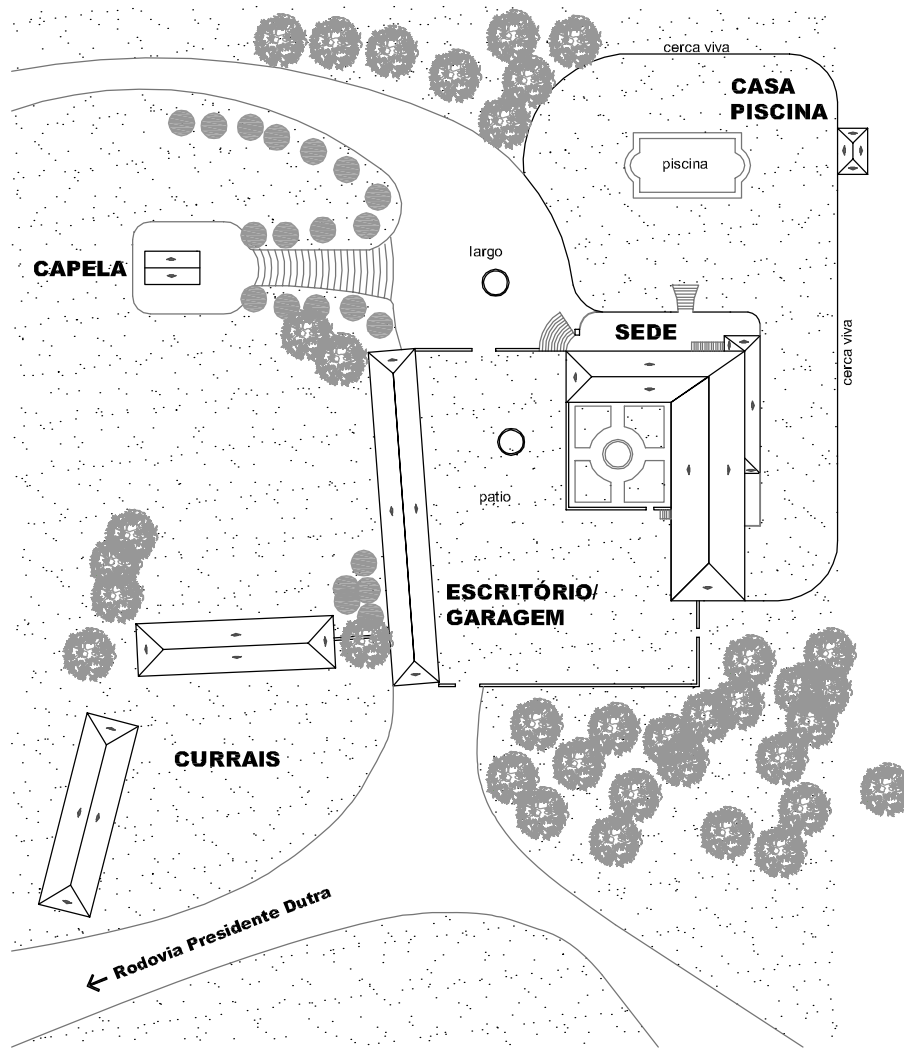 cerca viva
CASA
PISCINA
piscina
largo
CAPELA
SEDE
cerca viva
patio
ESCRITÓRIO/
GARAGEM
CURRAIS
← Rodovia Presidente Dutra